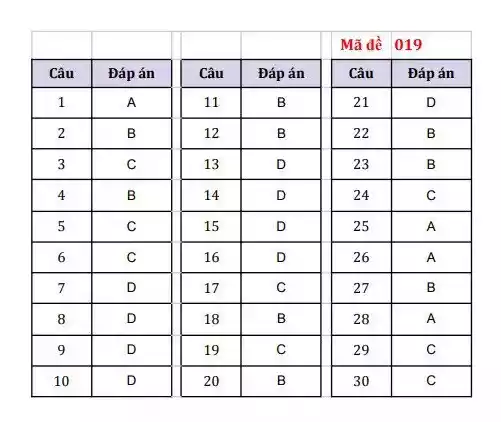 Mã đề 019
Câu Đáp án Câu Đáp án Câu Đáp án
1 A 11 B 21 D
2 B 12 B 22 B
3 C 13 D 23 B
4 B 14 D 24 C
5 C 15 D 25 A
6 C 16 D 26 A
7 D 17 C 27 B
8 D 18 B 28 A
9 D 19 C 29 C
10 D 20 B 30 C